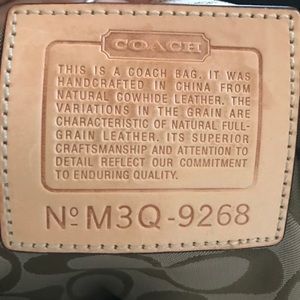 COACH
THIS IS A COACH BAG. IT WAS
HANDCRAFTED IN CHINA FROM
NATURAL COWHIDE LEATHER. THE
VARIATIONS IN THE GRAIN ARE
CHARACTERISTIC OF NATURAL FULL-
GRAIN LEATHER. ITS SUPERIOR
CRAFTSMANSHIP AND ATTENTION TO
DETAIL REFLECT OUR COMMITMENT
TO ENDURING QUALITY.
Nº M3Q-9268